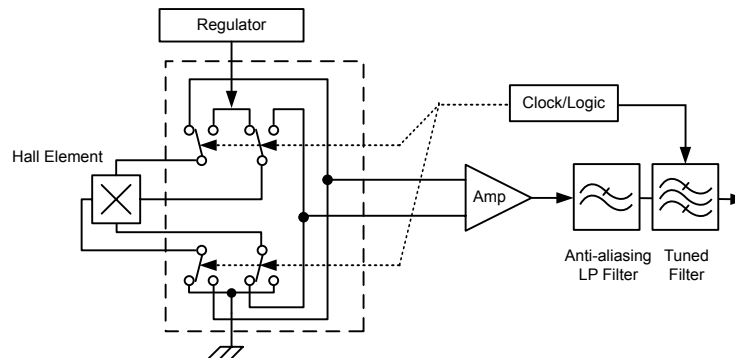 Regulator
Clock/Logic
Hall Element
Amp
Anti-aliasing
LP Filter
Tuned
Filter